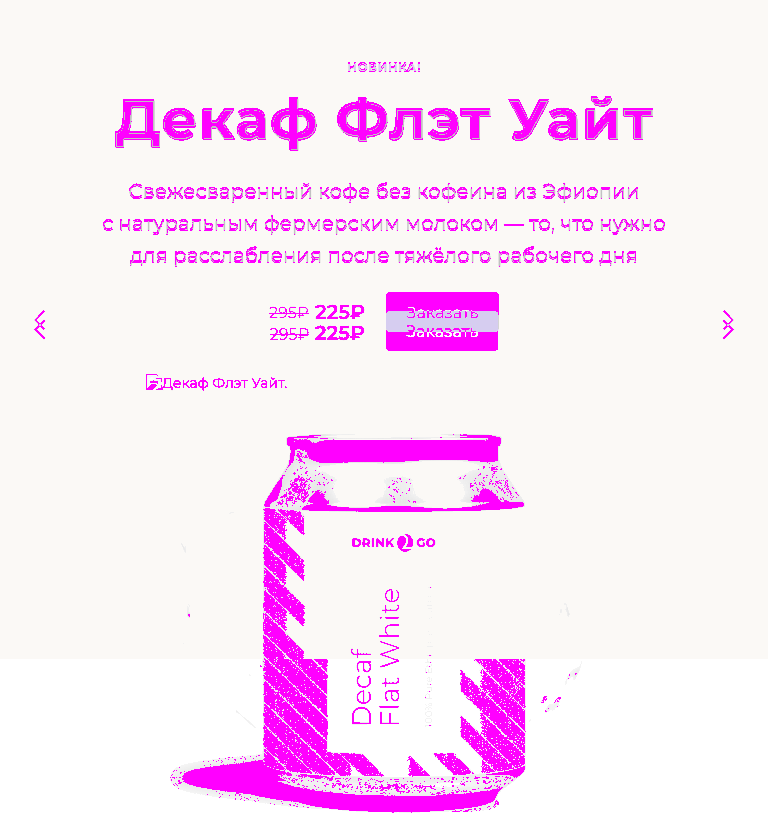 НОВИНКА!
Декаф Флэт Уайт
Свежесваренный кофе без кофеина из Эфиопии
с натуральным фермерским молоком — то, что нужно
для расслабления после тяжёлого рабочего дня
295₽ 225₽ Заказать
295₽ 225₽ Заказать
Декаф Флэт Уайт.
DRINK 2 GO
Decaf
Flat White